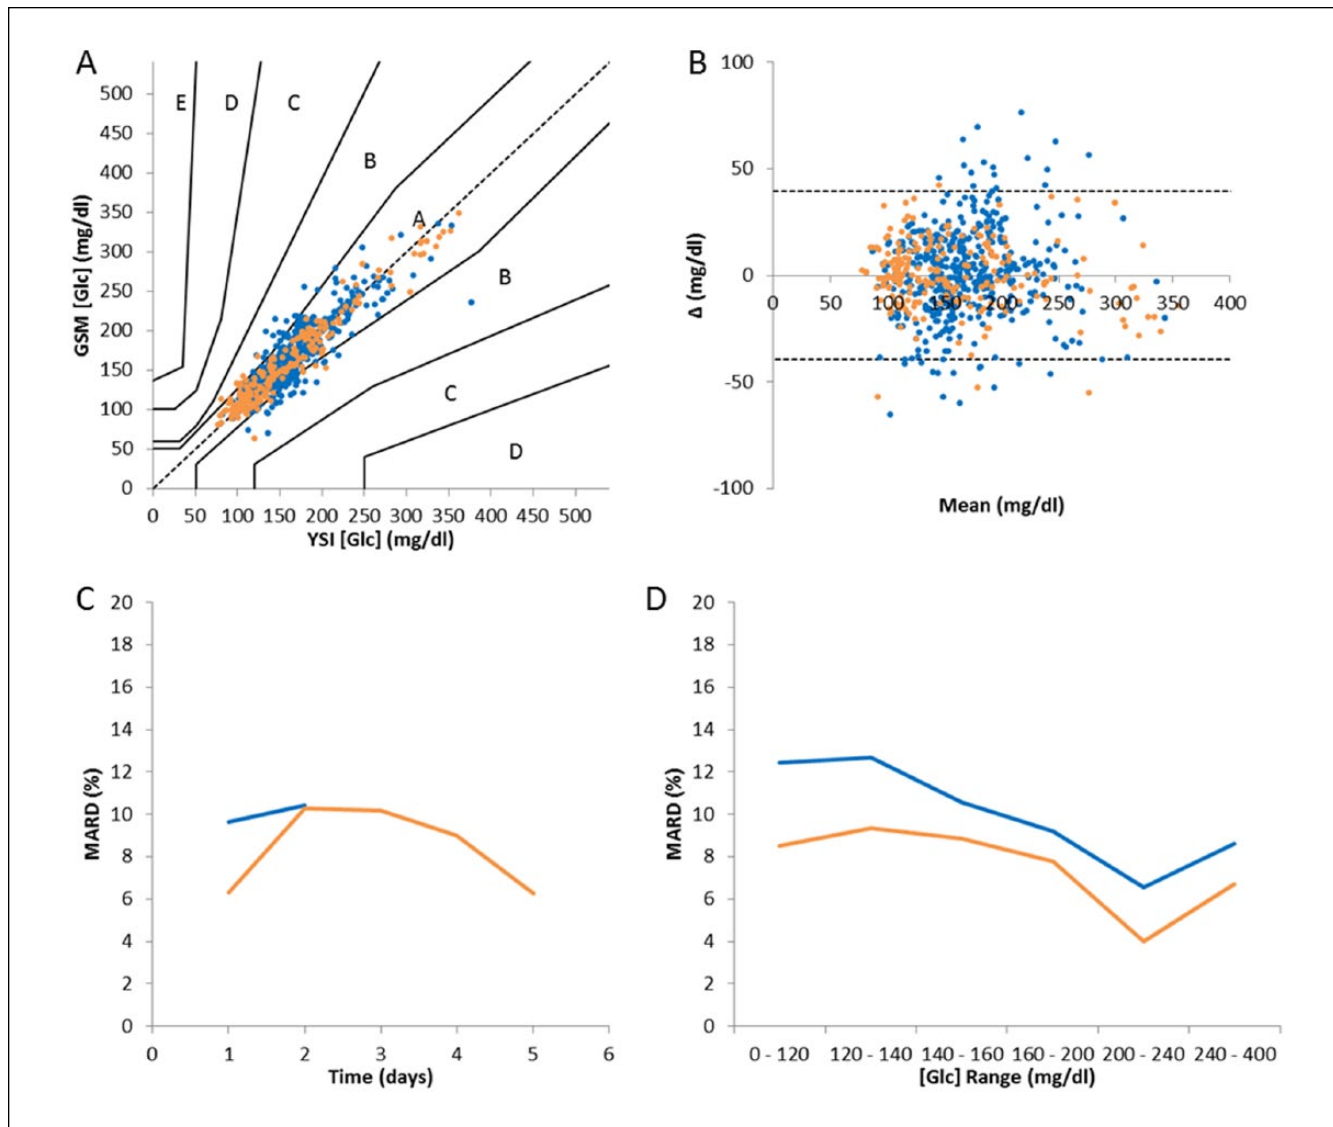 A
GSM [Glc] (mg/dl)
500
450
400
350
300
250
200
150
100
50
0
E
D
C
B
A
B
C
D
0 50 100 150 200 250 300 350 400 450 500
YSI [Glc] (mg/dl)
B
Δ (mg/dl)
100
50
0
-50
-100
0 50 100 150 200 250 300 350 400
Mean (mg/dl)
C
MARD (%)
20
18
16
14
12
10
8
6
4
2
0
0 1 2 3 4 5 6
Time (days)
D
MARD (%)
20
18
16
14
12
10
8
6
4
2
0
0 - 120 120 - 140 140 - 160 160 - 200 200 - 240 240 - 400
[Glc] Range (mg/dl)